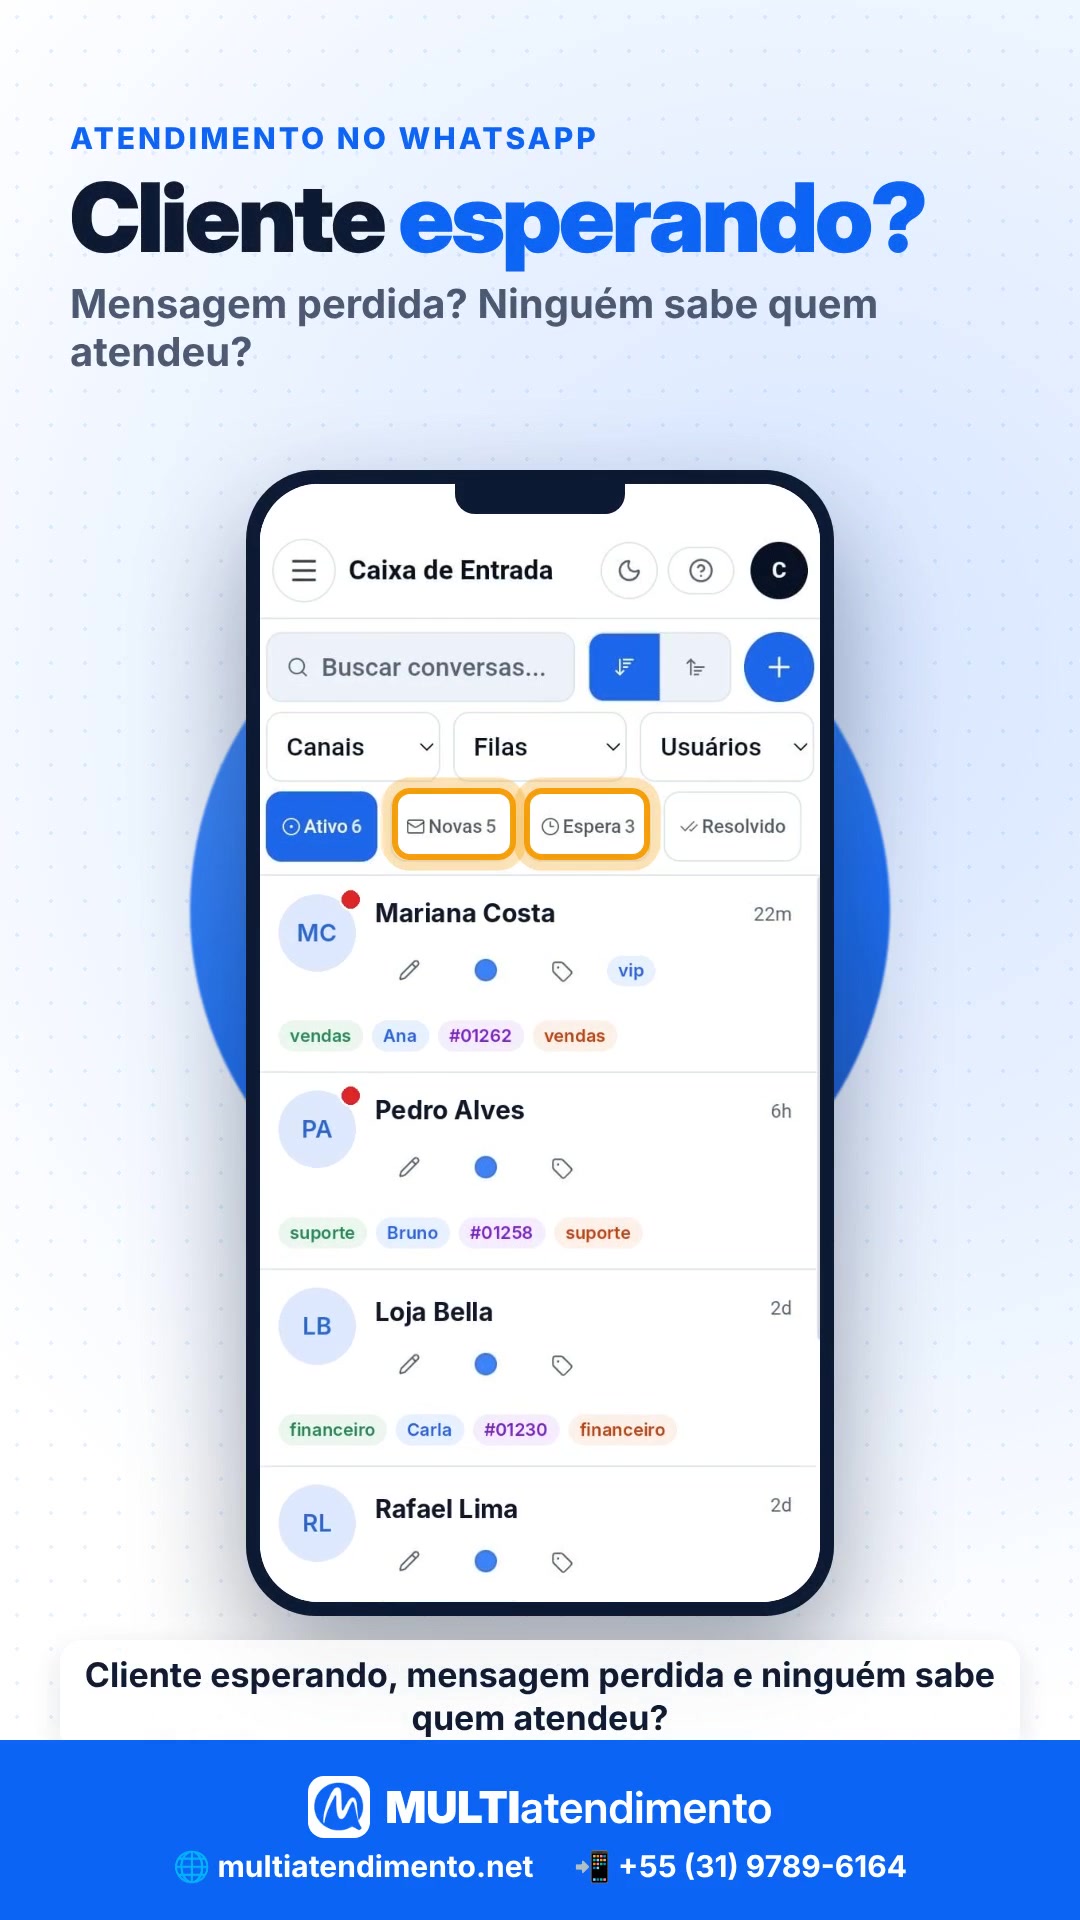 ATENDIMENTO NO WHATSAPP
Cliente esperando?
Mensagem perdida? Ninguém sabe quem
atendeu?
Caixa de Entrada
C
Buscar conversas...
Canais
Filas
Usuários
Ativo 6
Novas 5
Espera 3
Resolvido
MC
Mariana Costa
22m
vip
vendas Ana #01262 vendas
PA
Pedro Alves
6h
suporte Bruno #01258 suporte
LB
Loja Bella
2d
financeiro Carla #01230 financeiro
RL
Rafael Lima
2d
Cliente esperando, mensagem perdida e ninguém sabe
quem atendeu?
MULTIatendimento
multiatendimento.net +55 (31) 9789-6164